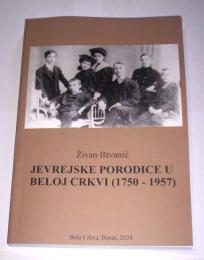 Živan Ištvanić
JEVREJSKE PORODICE U
BELOJ CRKVI (1750 - 1957)
Bela Crkva, Banat, 2024.